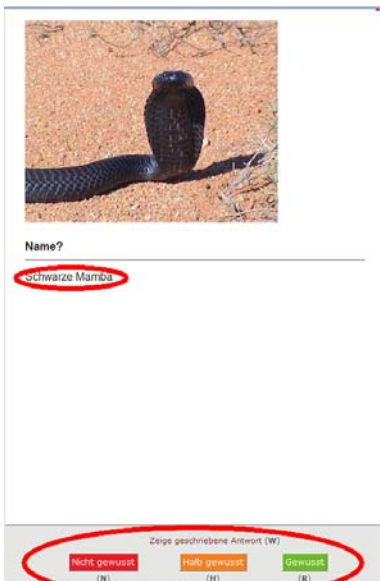 Name?
Schwarze Mamba
Zeige geschriebene Antwort (W)
Nicht gewusst Halb gewusst Gewusst
(N) (H) (R)